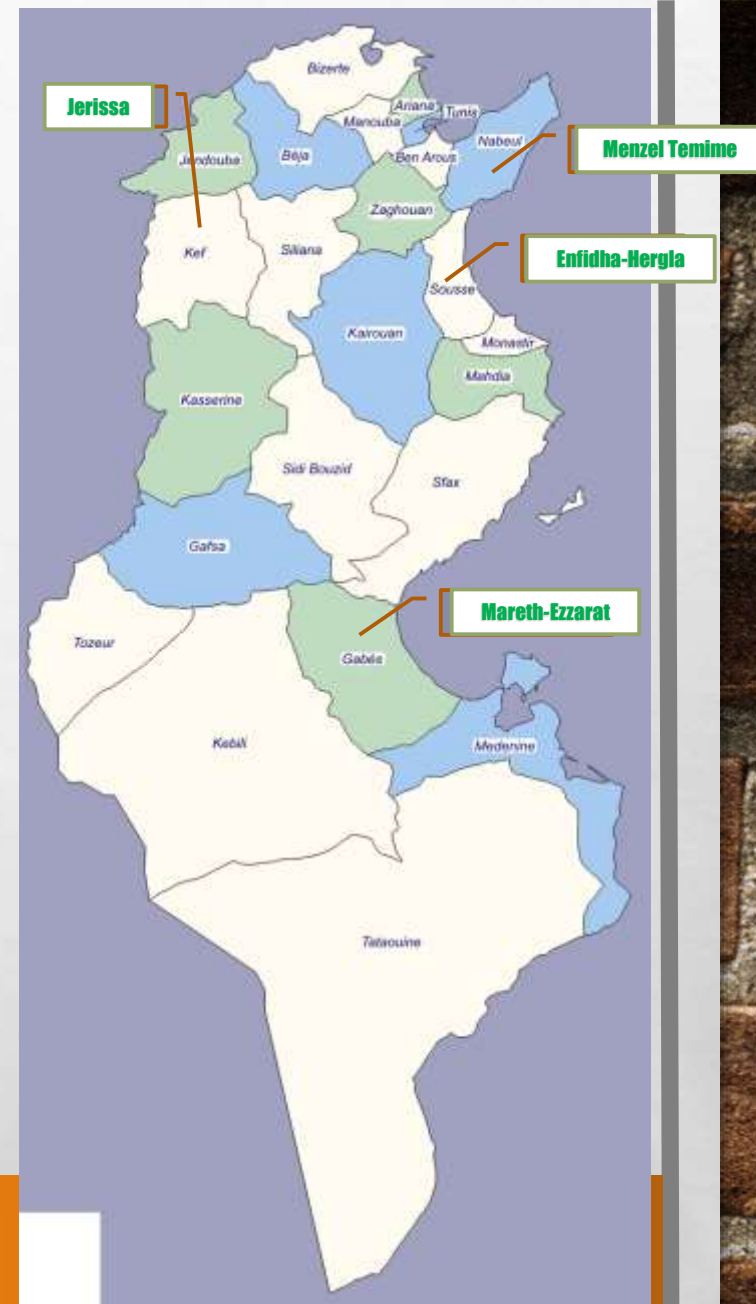 Bizerte
Jerissa
Ariana
Tunis
Manouba
Nabeul
Menzel Temime
Jendouba
Béja
Ben Arous
Zaghouan
Kef
Siliana
Enfidha-Hergla
Sousse
Kairouan
Monastir
Mahdia
Kasserine
Sidi Bouzid
Sfax
Gafsa
Mareth-Ezzarat
Tozeur
Gabès
Kebili
Medenine
Tataouine